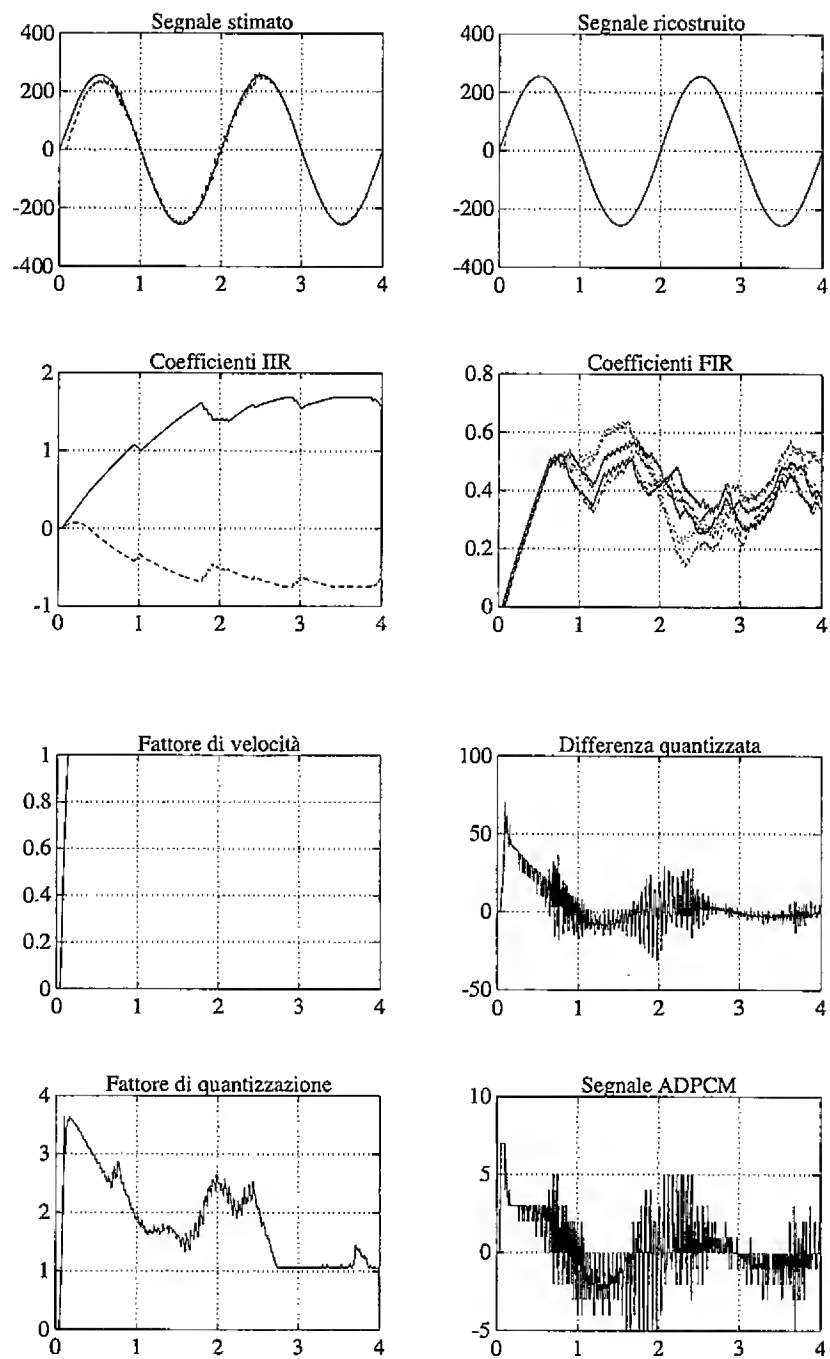 Segnale stimato
400
200
0
-200
-400
0 1 2 3 4
Segnale ricostruito
400
200
0
-200
-400
0 1 2 3 4
Coefficienti IIR
2
1
0
-1
0 1 2 3 4
Coefficienti FIR
0.8
0.6
0.4
0.2
0
0 1 2 3 4
Fattore di velocità
1
0.8
0.6
0.4
0.2
0
0 1 2 3 4
Differenza quantizzata
100
50
0
-50
0 1 2 3 4
Fattore di quantizzazione
4
3
2
1
0
0 1 2 3 4
Segnale ADPCM
10
5
0
-5
0 1 2 3 4